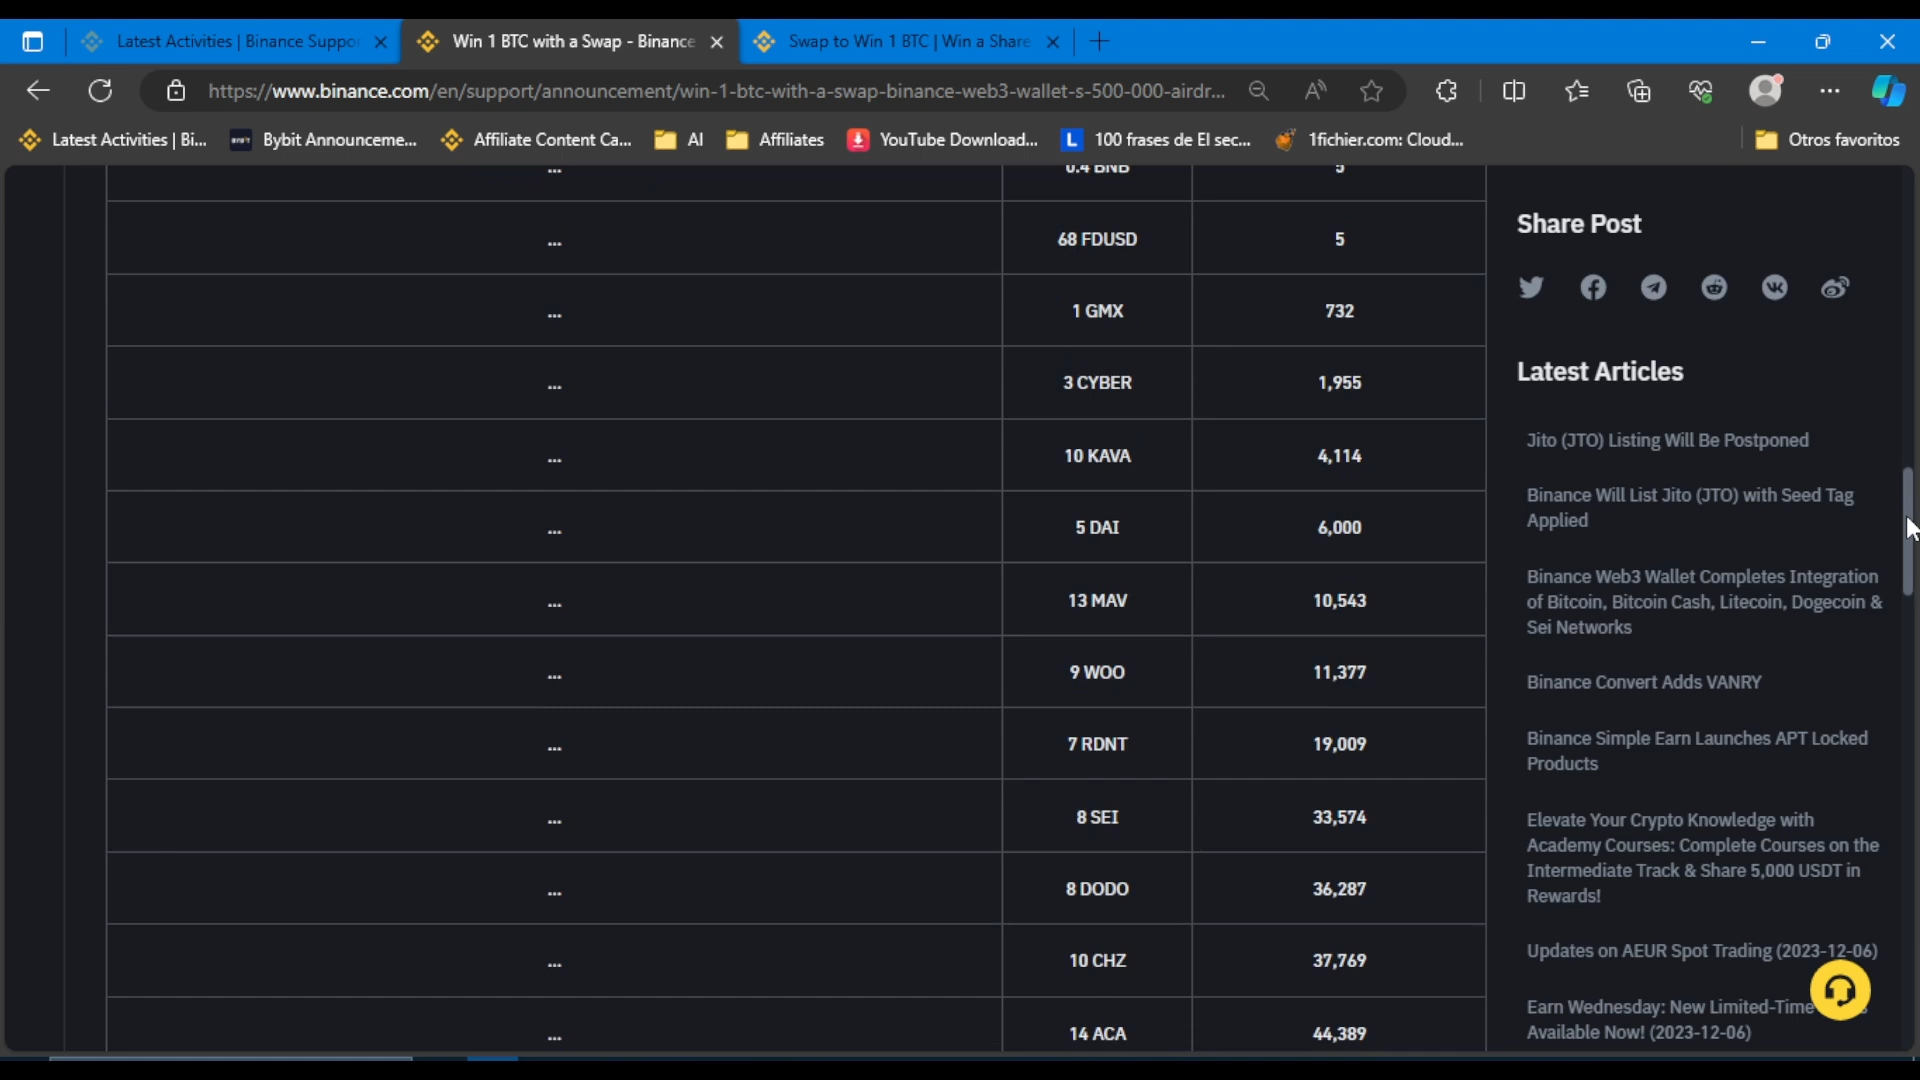 Latest Activities | Binance Suppor
Win 1 BTC with a Swap - Binance
Swap to Win 1 BTC | Win a Share
https://www.binance.com/en/support/announcement/win-1-btc-with-a-swap-binance-web3-wallet-s-500-000-airdr...
Latest Activities | Bi...
Bybit Announceme...
Affiliate Content Ca...
AI
Affiliates
YouTube Download...
L 100 frases de El sec...
1fichier.com: Cloud...
Otros favoritos
... 0.4 BNB 5
... 68 FDUSD 5
... 1 GMX 732
... 3 CYBER 1,955
... 10 KAVA 4,114
... 5 DAI 6,000
... 13 MAV 10,543
... 9 WOO 11,377
... 7 RDNT 19,009
... 8 SEI 33,574
... 8 DODO 36,287
... 10 CHZ 37,769
... 14 ACA 44,389
Share Post
Latest Articles
Jito (JTO) Listing Will Be Postponed
Binance Will List Jito (JTO) with Seed Tag
Applied
Binance Web3 Wallet Completes Integration
of Bitcoin, Bitcoin Cash, Litecoin, Dogecoin &
Sei Networks
Binance Convert Adds VANRY
Binance Simple Earn Launches APT Locked
Products
Elevate Your Crypto Knowledge with
Academy Courses: Complete Courses on the
Intermediate Track & Share 5,000 USDT in
Rewards!
Updates on AEUR Spot Trading (2023-12-06)
Earn Wednesday: New Limited-Time
Available Now! (2023-12-06)